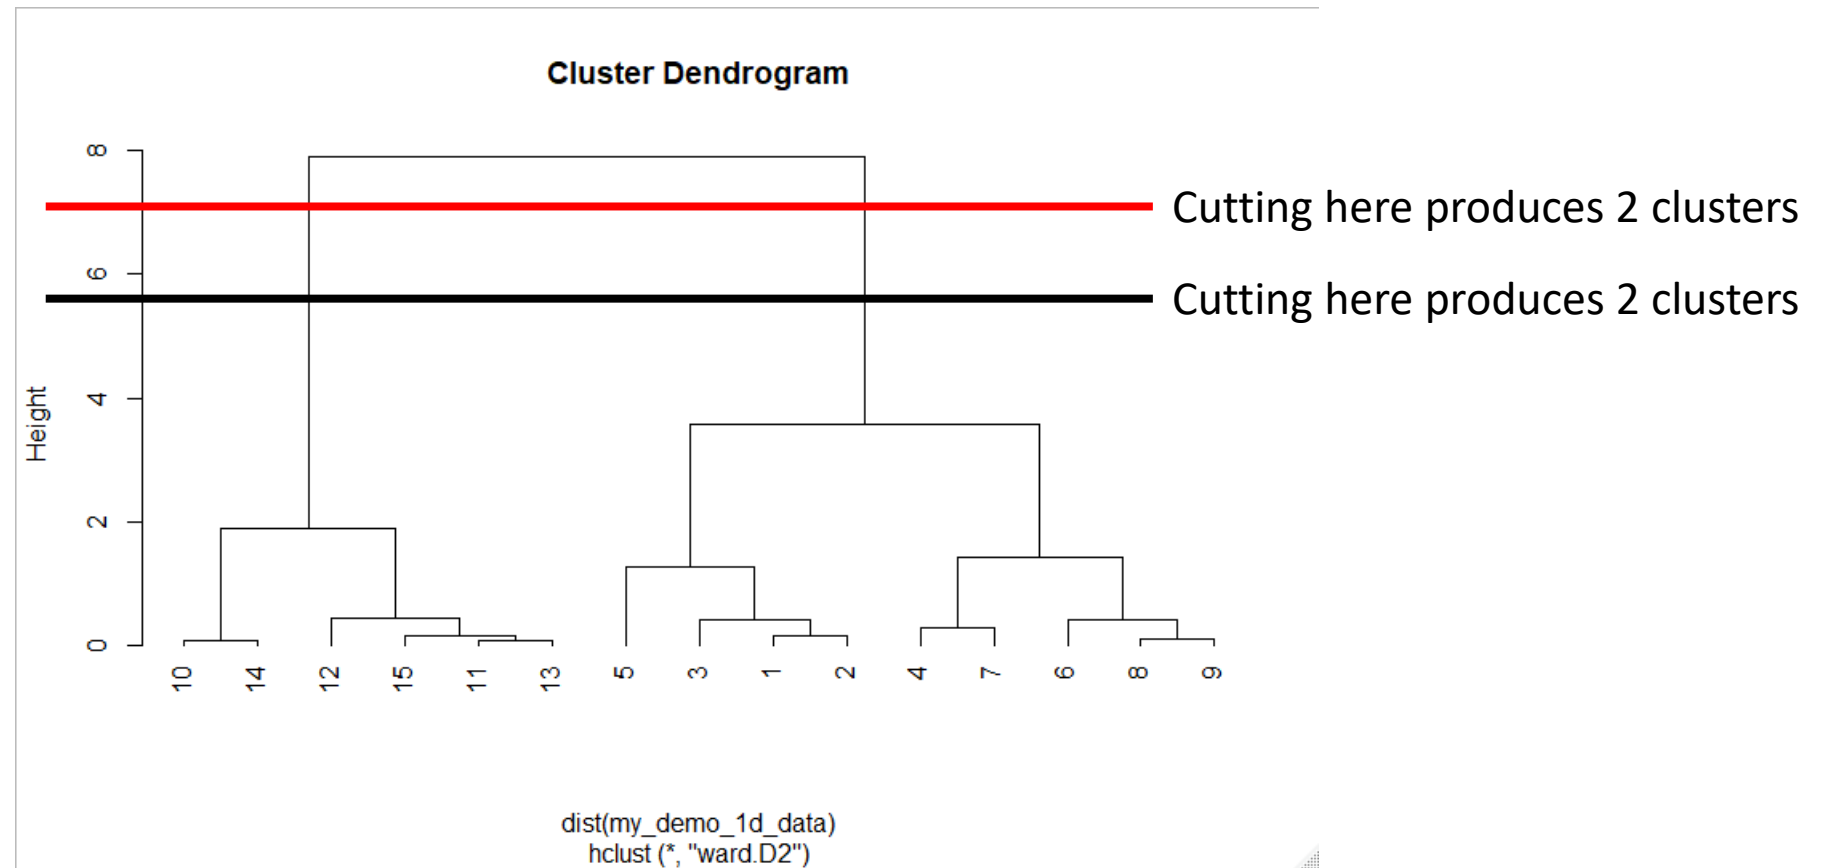 Cluster Dendrogram
8
Cutting here produces 2 clusters
6
Cutting here produces 2 clusters
4
Height
2
0
10 14 12 15 11 13 5 3 1 2 4 7 6 8 9
dist(my_demo_1d_data)
hclust (*, "ward.D2")